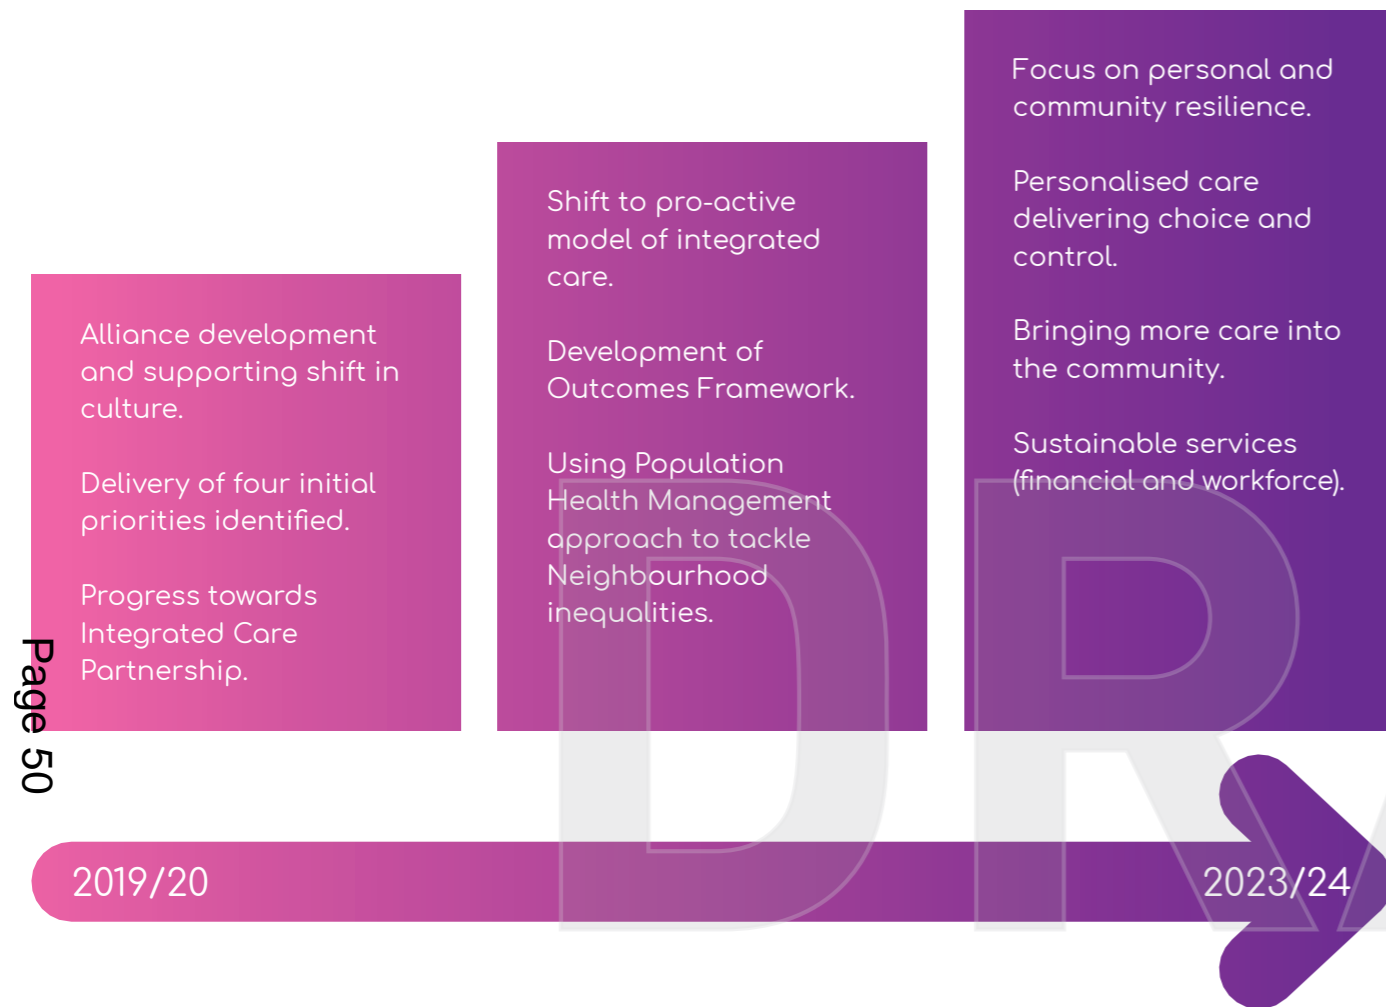 Alliance development
and supporting shift in
culture.
Delivery of four initial
priorities identified.
Progress towards
Integrated Care
Partnership.
Shift to pro-active
model of integrated
care.
Development of
Outcomes Framework.
Using Population
Health Management
approach to tackle
Neighbourhood
inequalities.
Focus on personal and
community resilience.
Personalised care
delivering choice and
control.
Bringing more care into
the community.
Sustainable services
(financial and workforce).
Page 50
2019/20
2023/24
DR